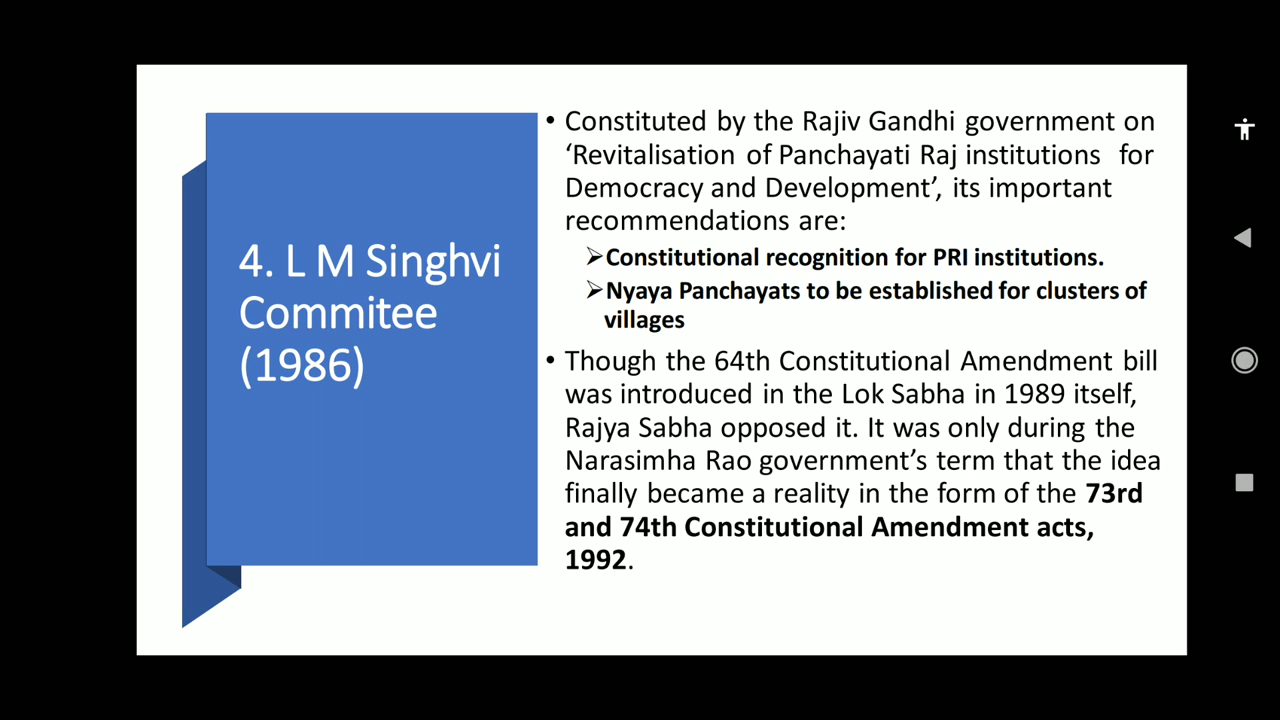 4. L M Singhvi
Commitee
(1986)
• Constituted by the Rajiv Gandhi government on
‘Revitalisation of Panchayati Raj institutions for
Democracy and Development’, its important
recommendations are:
➢Constitutional recognition for PRI institutions.
➢Nyaya Panchayats to be established for clusters of
villages
• Though the 64th Constitutional Amendment bill
was introduced in the Lok Sabha in 1989 itself,
Rajya Sabha opposed it. It was only during the
Narasimha Rao government’s term that the idea
finally became a reality in the form of the 73rd
and 74th Constitutional Amendment acts,
1992.